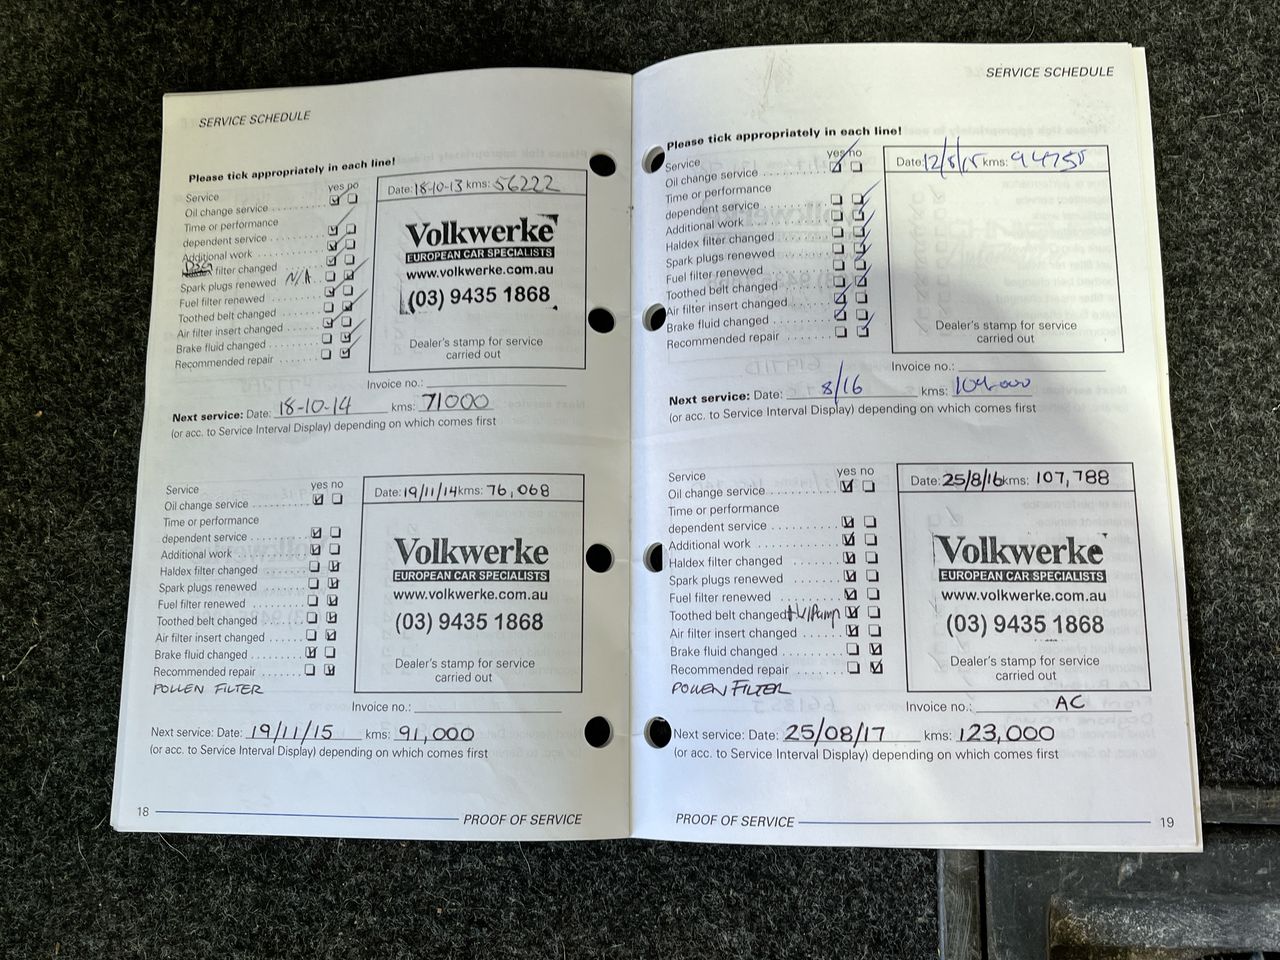 SERVICE SCHEDULE
Please tick appropriately in each line!
Service yes no
Oil change service
Time or performance
dependent service
Additional work
DSG filter changed
Spark plugs renewed N/A
Fuel filter renewed
Toothed belt changed
Air filter insert changed
Brake fluid changed
Recommended repair
Date: 18-10-13 kms: 56222
Volkwerke
EUROPEAN CAR SPECIALISTS
www.volkwerke.com.au
(03) 9435 1868
Dealer's stamp for service
carried out
Invoice no.:
Next service: Date: 18-10-14 kms: 71000
(or acc. to Service Interval Display) depending on which comes first
Service yes no
Oil change service
Time or performance
dependent service
Additional work
Haldex filter changed
Spark plugs renewed
Fuel filter renewed
Toothed belt changed
Air filter insert changed
Brake fluid changed
Recommended repair
POLLEN FILTER
Date: 19/11/14 kms: 76,068
Volkwerke
EUROPEAN CAR SPECIALISTS
www.volkwerke.com.au
(03) 9435 1868
Dealer's stamp for service
carried out
Invoice no.:
Next service: Date: 19/11/15 kms: 91,000
(or acc. to Service Interval Display) depending on which comes first
18
PROOF OF SERVICE
SERVICE SCHEDULE
Please tick appropriately in each line!
Service yes no
Oil change service
Time or performance
dependent service
Additional work
Haldex filter changed
Spark plugs renewed
Fuel filter renewed
Toothed belt changed
Air filter insert changed
Brake fluid changed
Recommended repair
Date: 12/8/15 kms: 94750
Dealer's stamp for service
carried out
Invoice no.:
Next service: Date: 8/16 kms: 109,000
(or acc. to Service Interval Display) depending on which comes first
Service yes no
Oil change service
Time or performance
dependent service
Additional work
Haldex filter changed
Spark plugs renewed
Fuel filter renewed
Toothed belt changed +W/Pump
Air filter insert changed
Brake fluid changed
Recommended repair
POLLEN FILTER
Date: 25/8/16 kms: 107,788
Volkwerke
EUROPEAN CAR SPECIALISTS
www.volkwerke.com.au
(03) 9435 1868
Dealer's stamp for service
carried out
Invoice no.: AC
Next service: Date: 25/08/17 kms: 123,000
(or acc. to Service Interval Display) depending on which comes first
PROOF OF SERVICE
19